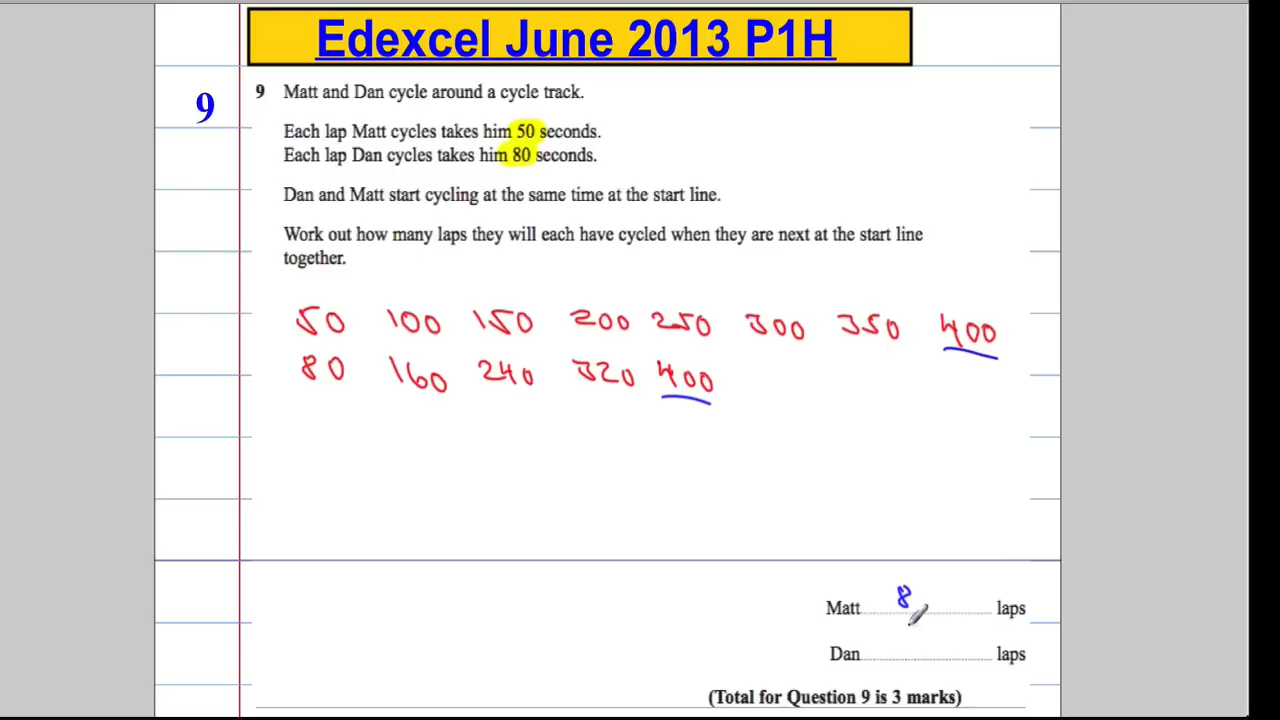 Edexcel June 2013 P1H
9
9 Matt and Dan cycle around a cycle track.
Each lap Matt cycles takes him 50 seconds.
Each lap Dan cycles takes him 80 seconds.
Dan and Matt start cycling at the same time at the start line.
Work out how many laps they will each have cycled when they are next at the start line
together.
50 100 150 200 250 300 350 400
80 160 240 320 400
Matt 8 laps
Dan laps
(Total for Question 9 is 3 marks)